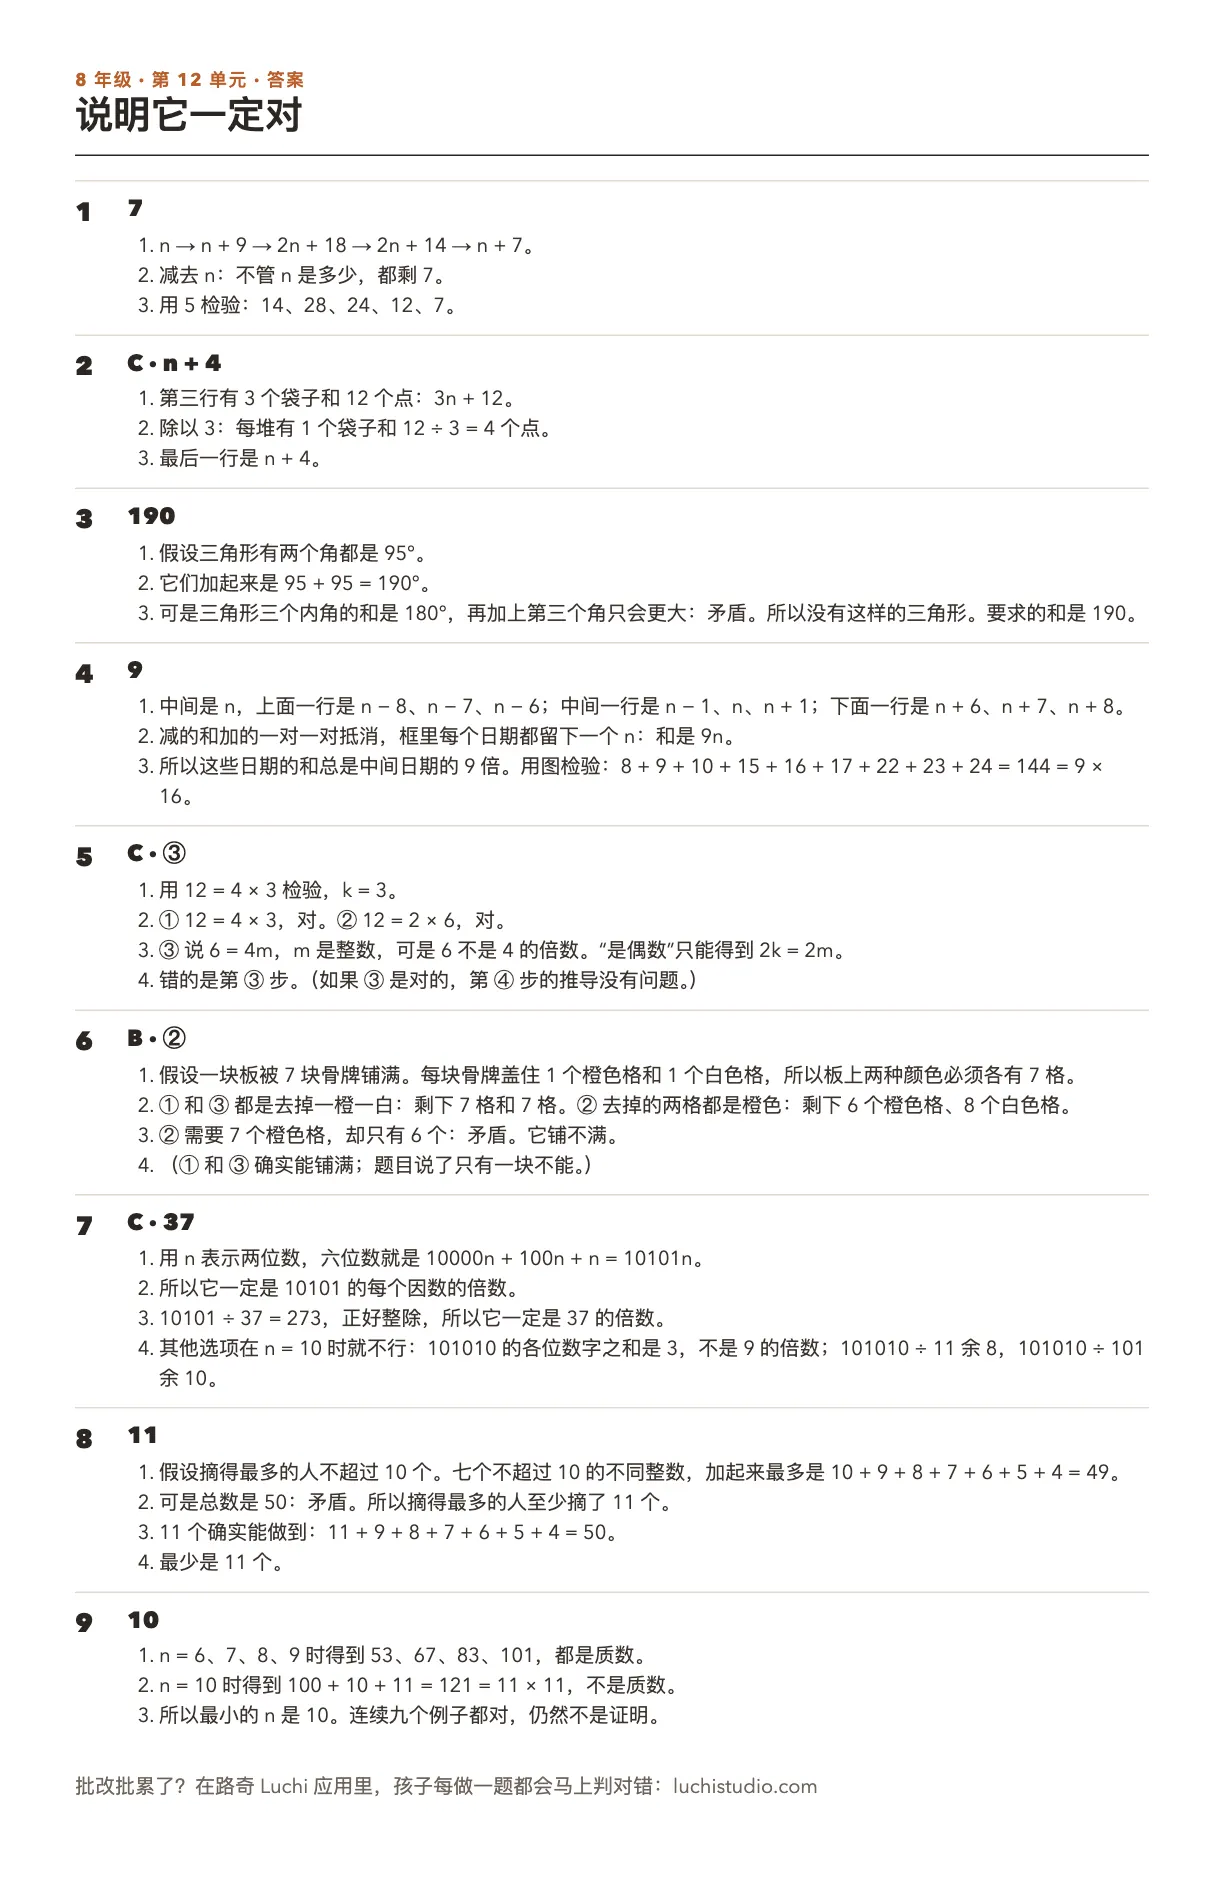 8 年级 · 第 12 单元 · 答案
说明它一定对
1 7
1. n → n + 9 → 2n + 18 → 2n + 14 → n + 7。
2. 减去 n：不管 n 是多少，都剩 7。
3. 用 5 检验：14、28、24、12、7。
2 C · n + 4
1. 第三行有 3 个袋子和 12 个点：3n + 12。
2. 除以 3：每堆有 1 个袋子和 12 ÷ 3 = 4 个点。
3. 最后一行是 n + 4。
3 190
1. 假设三角形有两个角都是 95°。
2. 它们加起来是 95 + 95 = 190°。
3. 可是三角形三个内角的和是 180°，再加上第三个角只会更大：矛盾。所以没有这样的三角形。要求的和是 190。
4 9
1. 中间是 n，上面一行是 n − 8、n − 7、n − 6；中间一行是 n − 1、n、n + 1；下面一行是 n + 6、n + 7、n + 8。
2. 减的和加的一对一对抵消，框里每个日期都留下一个 n：和是 9n。
3. 所以这些日期的和总是中间日期的 9 倍。用图检验：8 + 9 + 10 + 15 + 16 + 17 + 22 + 23 + 24 = 144 = 9 ×
16。
5 C · ③
1. 用 12 = 4 × 3 检验，k = 3。
2. ① 12 = 4 × 3，对。② 12 = 2 × 6，对。
3. ③ 说 6 = 4m，m 是整数，可是 6 不是 4 的倍数。“是偶数”只能得到 2k = 2m。
4. 错的是第 ③ 步。（如果 ③ 是对的，第 ④ 步的推导没有问题。）
6 B · ②
1. 假设一块板被 7 块骨牌铺满。每块骨牌盖住 1 个橙色格和 1 个白色格，所以板上两种颜色必须各有 7 格。
2. ① 和 ③ 都是去掉一橙一白：剩下 7 格和 7 格。② 去掉的两格都是橙色：剩下 6 个橙色格、8 个白色格。
3. ② 需要 7 个橙色格，却只有 6 个：矛盾。它铺不满。
4. （① 和 ③ 确实能铺满；题目说了只有一块不能。）
7 C · 37
1. 用 n 表示两位数，六位数就是 10000n + 100n + n = 10101n。
2. 所以它一定是 10101 的每个因数的倍数。
3. 10101 ÷ 37 = 273，正好整除，所以它一定是 37 的倍数。
4. 其他选项在 n = 10 时就不行：101010 的各位数字之和是 3，不是 9 的倍数；101010 ÷ 11 余 8，101010 ÷ 101
余 10。
8 11
1. 假设摘得最多的人不超过 10 个。七个不超过 10 的不同整数，加起来最多是 10 + 9 + 8 + 7 + 6 + 5 + 4 = 49。
2. 可是总数是 50：矛盾。所以摘得最多的人至少摘了 11 个。
3. 11 个确实能做到：11 + 9 + 8 + 7 + 6 + 5 + 4 = 50。
4. 最少是 11 个。
9 10
1. n = 6、7、8、9 时得到 53、67、83、101，都是质数。
2. n = 10 时得到 100 + 10 + 11 = 121 = 11 × 11，不是质数。
3. 所以最小的 n 是 10。连续九个例子都对，仍然不是证明。
批改批累了？在路奇 Luchi 应用里，孩子每做一题都会马上判对错：luchistudio.com